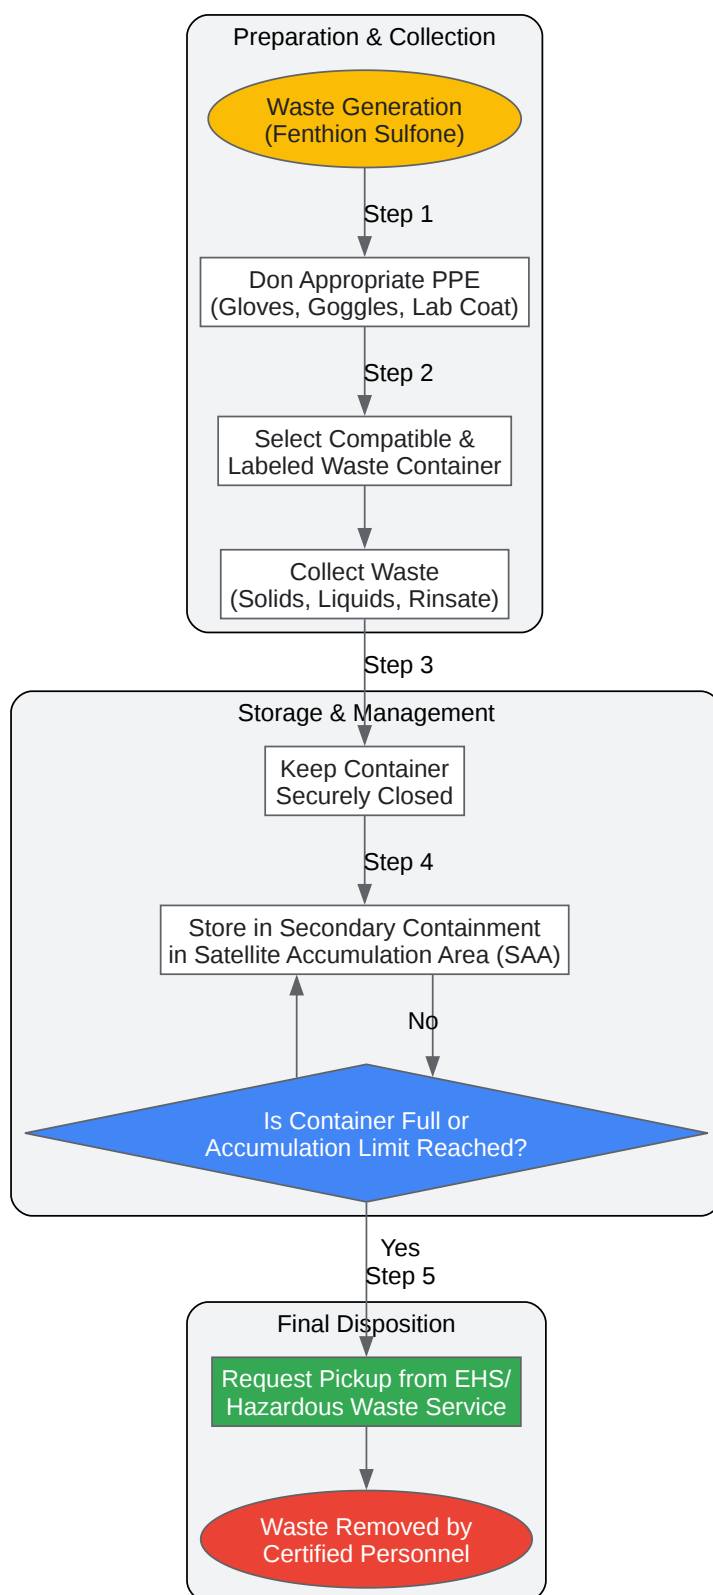 Preparation & Collection
Waste Generation
(Fenthion Sulfone)
Step 1
Don Appropriate PPE
(Gloves, Goggles, Lab Coat)
Step 2
Select Compatible &
Labeled Waste Container
Collect Waste
(Solids, Liquids, Rinsate)
Step 3
Storage & Management
Keep Container
Securely Closed
Step 4
Store in Secondary Containment
in Satellite Accumulation Area (SAA)
No
Is Container Full or
Accumulation Limit Reached?
Yes
Step 5
Final Disposition
Request Pickup from EHS/
Hazardous Waste Service
Waste Removed by
Certified Personnel